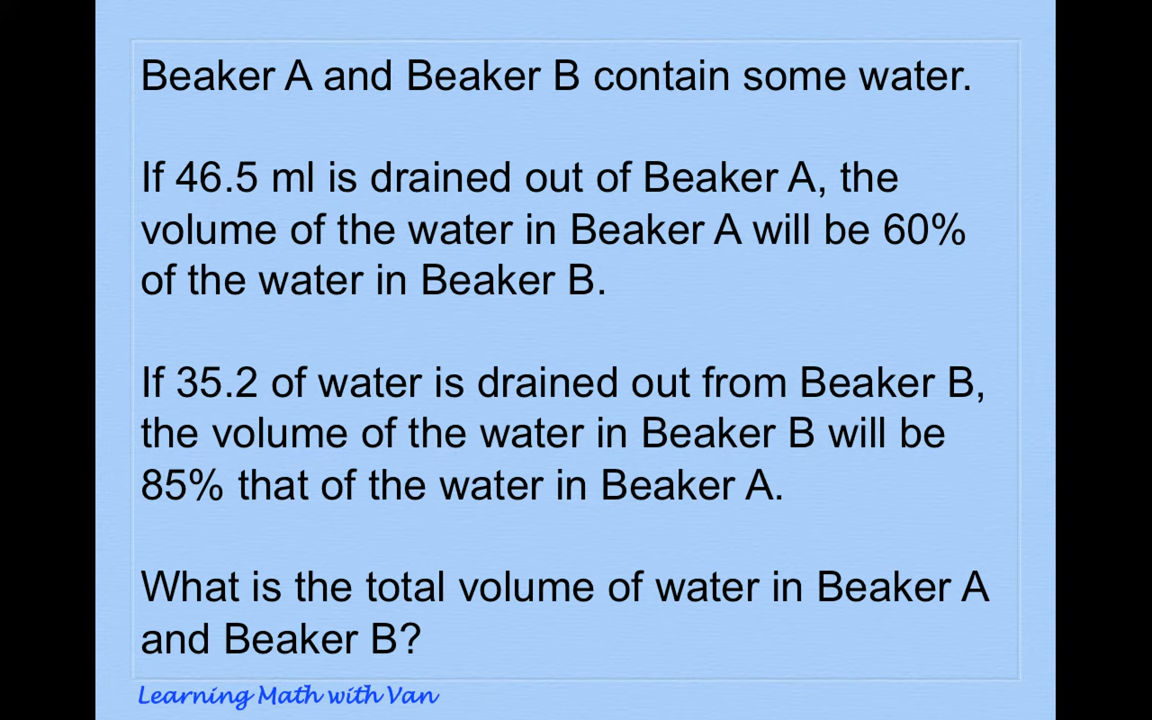 Beaker A and Beaker B contain some water.
If 46.5 ml is drained out of Beaker A, the
volume of the water in Beaker A will be 60%
of the water in Beaker B.
If 35.2 of water is drained out from Beaker B,
the volume of the water in Beaker B will be
85% that of the water in Beaker A.
What is the total volume of water in Beaker A
and Beaker B?
Learning Math with Van